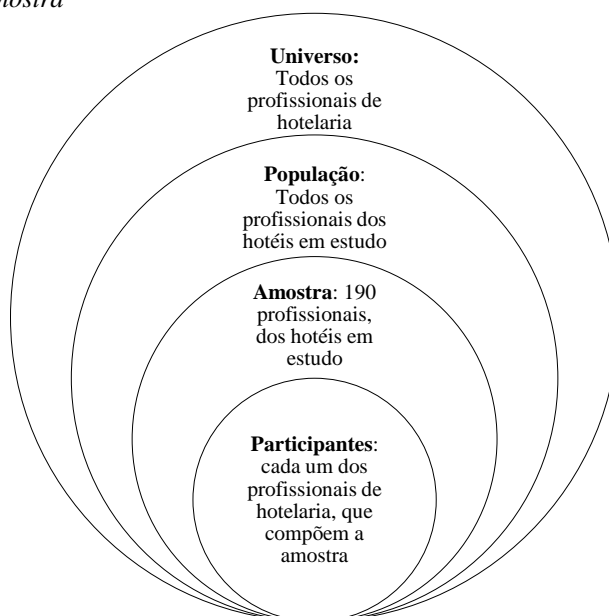 Universo:
Todos os
profissionais de
hotelaria
População:
Todos os
profissionais dos
hotéis em estudo
Amostra: 190
profissionais,
dos hotéis em
estudo
Participantes:
cada um dos
profissionais de
hotelaria, que
compõem a
amostra